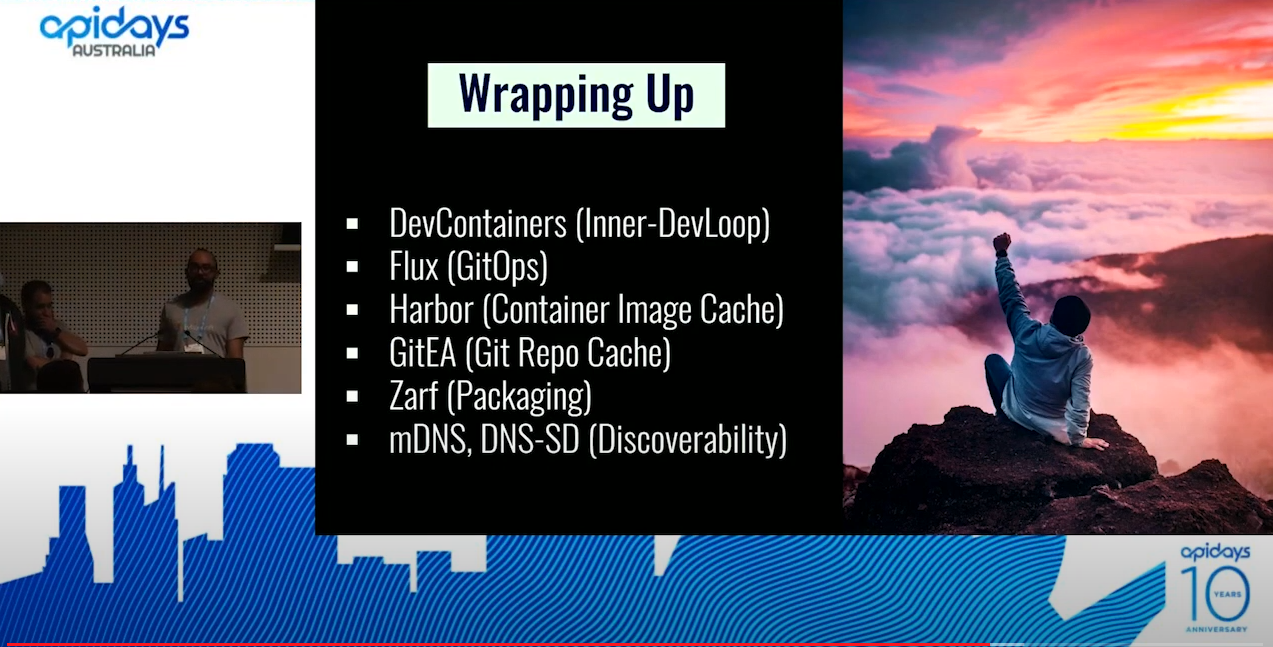 apidays
AUSTRALIA
Wrapping Up
▪ DevContainers (Inner-DevLoop)
▪ Flux (GitOps)
▪ Harbor (Container Image Cache)
▪ GitEA (Git Repo Cache)
▪ Zarf (Packaging)
▪ mDNS, DNS-SD (Discoverability)
apidays
10
YEARS
ANNIVERSARY